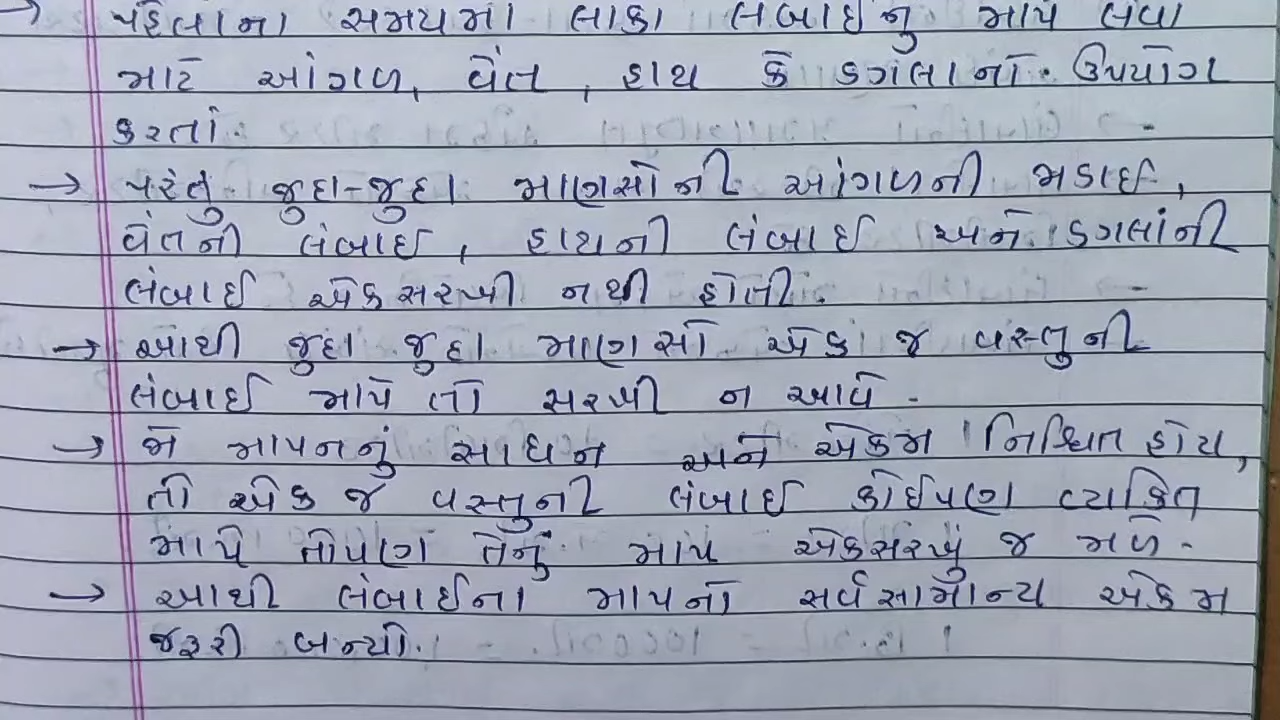 → પહેલાના સમયમા લોકો લંબાઈનુ માપ લેવા
માટે આંગળ, વેંત, હાથ કે ડગલાનો ઉપયોગ
કરતાં.
→ પરંતુ જુદા-જુદા માણસોની આંગળની જાડાઈ,
વેંતની લંબાઈ, હાથની લંબાઈ અને ડગલાંની
લંબાઈ એકસરખી નથી હોતી.
→ આથી જુદા જુદા માણસો એક જ વસ્તુની
લંબાઈ માપે તો સરખી ન આવે.
→ જો માપનનું સાધન અને એકમ નિશ્ચિત હોય,
તો એક જ વસ્તુની લંબાઈ કોઈપણ વ્યક્તિ
માપે તોપણ તેનું માપ એકસરખું જ મળે.
→ આથી લંબાઈના માપનો સર્વસામાન્ય એકમ
જરૂરી બન્યો.